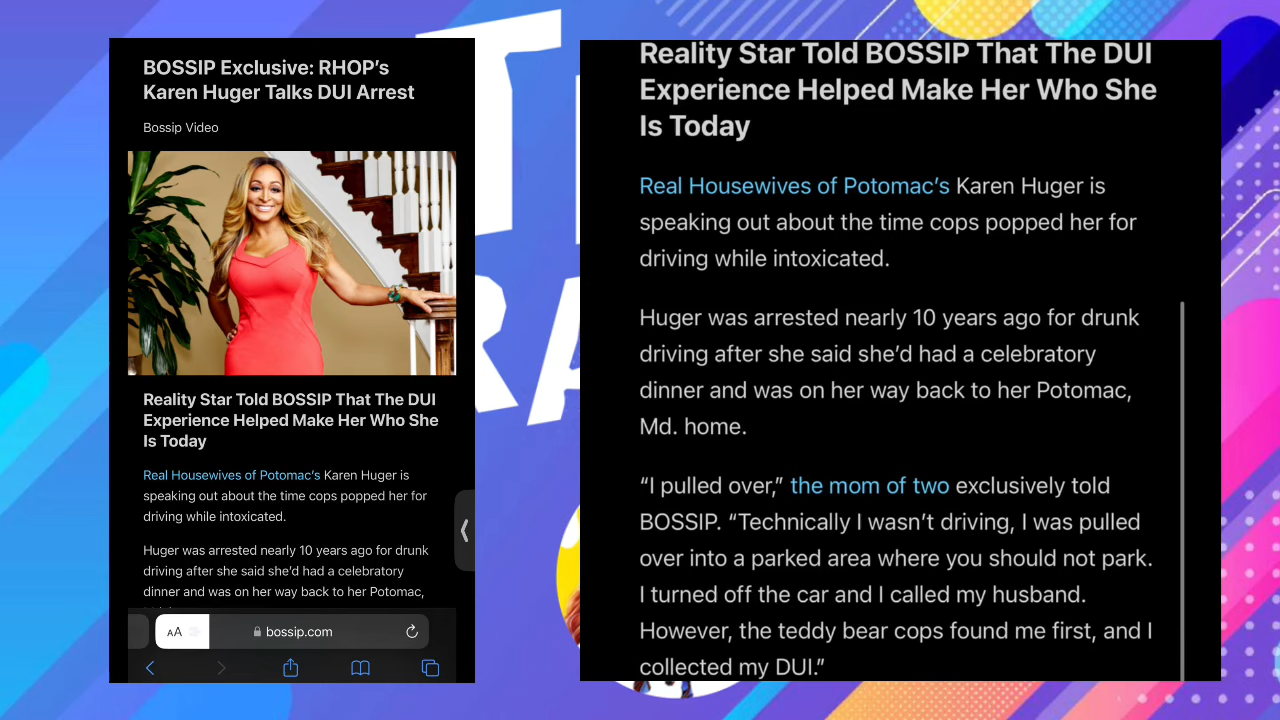 BOSSIP Exclusive: RHOP's
Karen Huger Talks DUI Arrest
Bossip Video
Reality Star Told BOSSIP That The DUI
Experience Helped Make Her Who She
Is Today
Real Housewives of Potomac's Karen Huger is
speaking out about the time cops popped her for
driving while intoxicated.
Huger was arrested nearly 10 years ago for drunk
driving after she said she'd had a celebratory
dinner and was on her way back to her Potomac,
AA
bossip.com
Reality Star Told BOSSIP That The DUI
Experience Helped Make Her Who She
Is Today
Real Housewives of Potomac's Karen Huger is
speaking out about the time cops popped her for
driving while intoxicated.
Huger was arrested nearly 10 years ago for drunk
driving after she said she'd had a celebratory
dinner and was on her way back to her Potomac,
Md. home.
“I pulled over,” the mom of two exclusively told
BOSSIP. “Technically I wasn't driving, I was pulled
over into a parked area where you should not park.
I turned off the car and I called my husband.
However, the teddy bear cops found me first, and I
collected my DUI.”